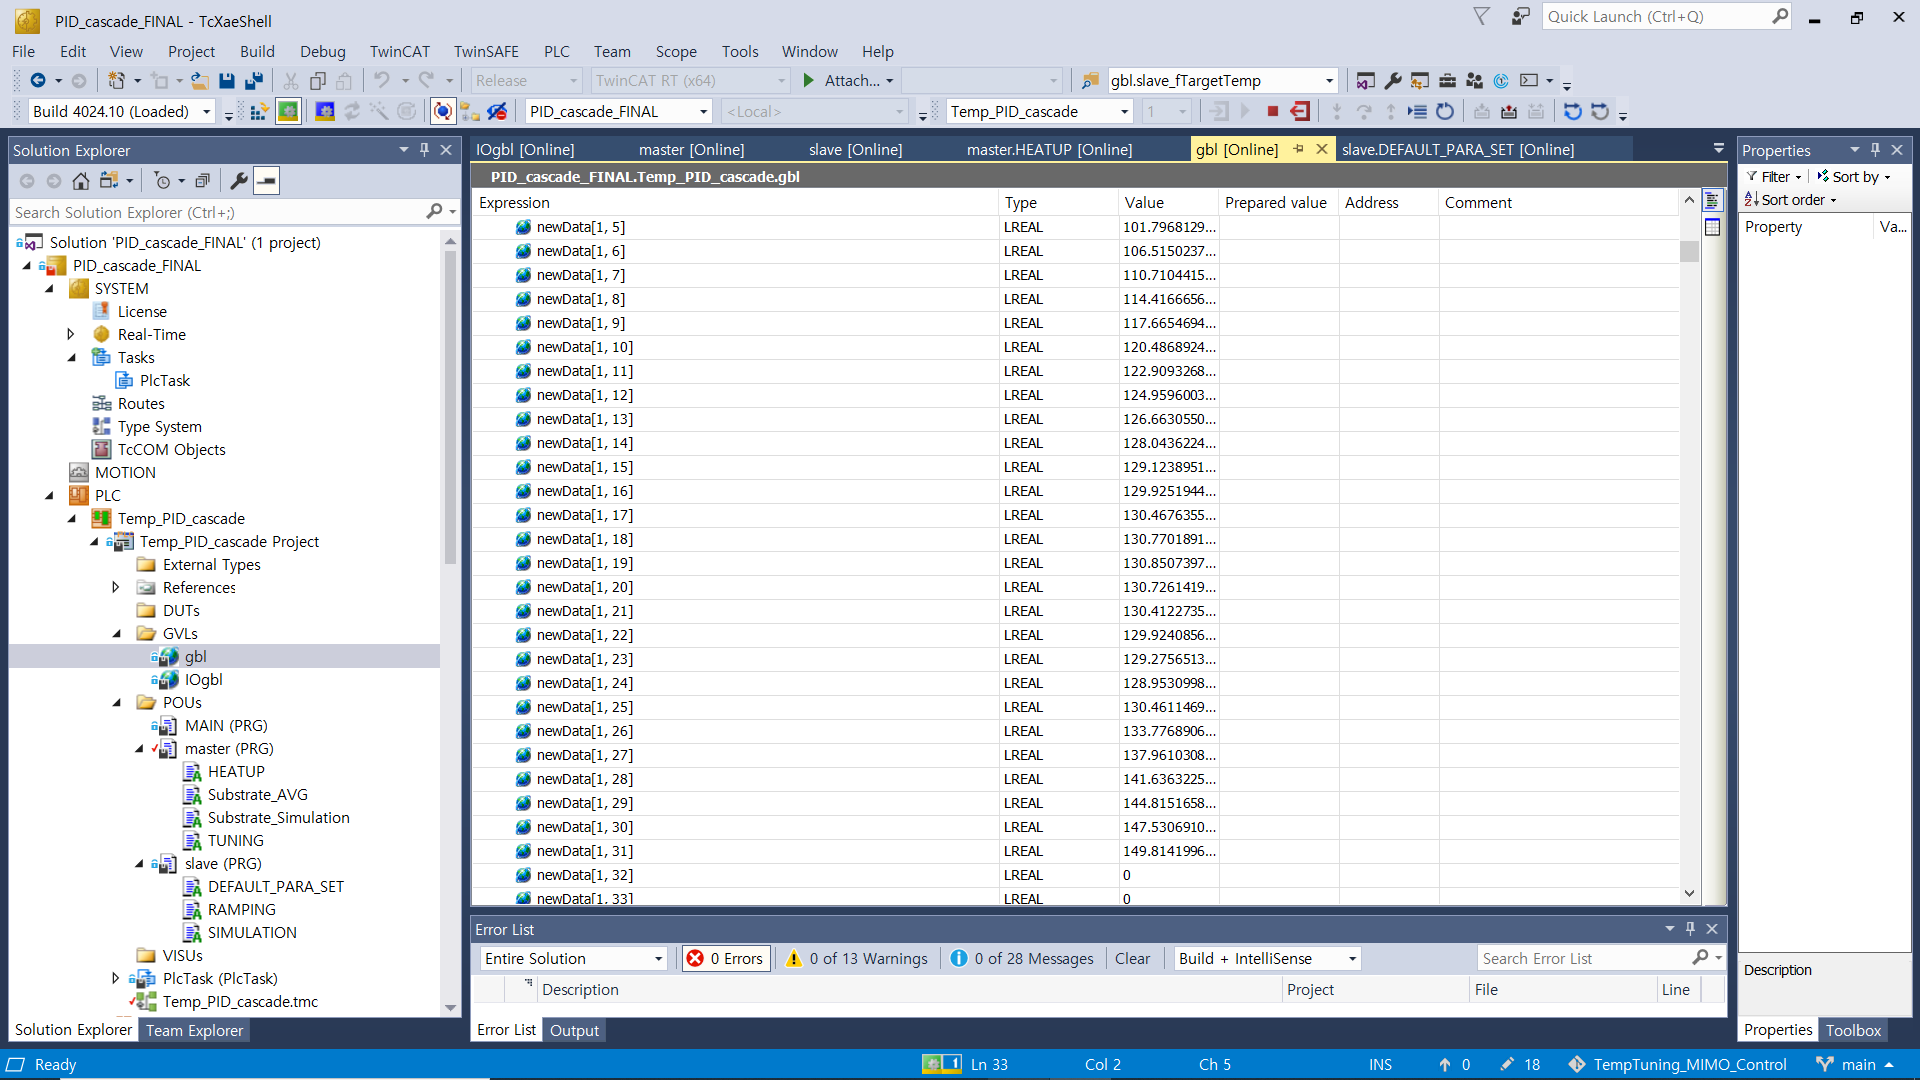 PID_cascade_FINAL - TcXaeShell
Quick Launch (Ctrl+Q)
File Edit View Project Build Debug TwinCAT TwinSAFE PLC Team Scope Tools Window Help
Release TwinCAT RT (x64) Attach... gbl.slave_fTargetTemp
Build 4024.10 (Loaded) PID_cascade_FINAL <Local> Temp_PID_cascade 1
Solution Explorer
Search Solution Explorer (Ctrl+;)
Solution 'PID_cascade_FINAL' (1 project)
PID_cascade_FINAL
SYSTEM
License
Real-Time
Tasks
PlcTask
Routes
Type System
TcCOM Objects
MOTION
PLC
Temp_PID_cascade
Temp_PID_cascade Project
External Types
References
DUTs
GVLs
gbl
IOgbl
POUs
MAIN (PRG)
master (PRG)
HEATUP
Substrate_AVG
Substrate_Simulation
TUNING
slave (PRG)
DEFAULT_PARA_SET
RAMPING
SIMULATION
VISUs
PlcTask (PlcTask)
Temp_PID_cascade.tmc
Solution Explorer Team Explorer
IOgbl [Online] master [Online] slave [Online] master.HEATUP [Online] gbl [Online] slave.DEFAULT_PARA_SET [Online]
PID_cascade_FINAL.Temp_PID_cascade.gbl
Expression Type Value Prepared value Address Comment
newData[1, 5] LREAL 101.7968129...
newData[1, 6] LREAL 106.5150237...
newData[1, 7] LREAL 110.7104415...
newData[1, 8] LREAL 114.4166656...
newData[1, 9] LREAL 117.6654694...
newData[1, 10] LREAL 120.4868924...
newData[1, 11] LREAL 122.9093268...
newData[1, 12] LREAL 124.9596003...
newData[1, 13] LREAL 126.6630550...
newData[1, 14] LREAL 128.0436224...
newData[1, 15] LREAL 129.1238951...
newData[1, 16] LREAL 129.9251944...
newData[1, 17] LREAL 130.4676355...
newData[1, 18] LREAL 130.7701891...
newData[1, 19] LREAL 130.8507397...
newData[1, 20] LREAL 130.7261419...
newData[1, 21] LREAL 130.4122735...
newData[1, 22] LREAL 129.9240856...
newData[1, 23] LREAL 129.2756513...
newData[1, 24] LREAL 128.9530998...
newData[1, 25] LREAL 130.4611469...
newData[1, 26] LREAL 133.7768906...
newData[1, 27] LREAL 137.9610308...
newData[1, 28] LREAL 141.6363225...
newData[1, 29] LREAL 144.8151658...
newData[1, 30] LREAL 147.5306910...
newData[1, 31] LREAL 149.8141996...
newData[1, 32] LREAL 0
newData[1, 33] LREAL 0
Error List
Entire Solution 0 Errors 0 of 13 Warnings 0 of 28 Messages Clear Build + IntelliSense Search Error List
Description Project File Line
Error List Output
Properties
Filter Sort by
Sort order
Property Va...
Description
Properties Toolbox
Ready 1 Ln 33 Col 2 Ch 5 INS 0 18 TempTuning_MIMO_Control main